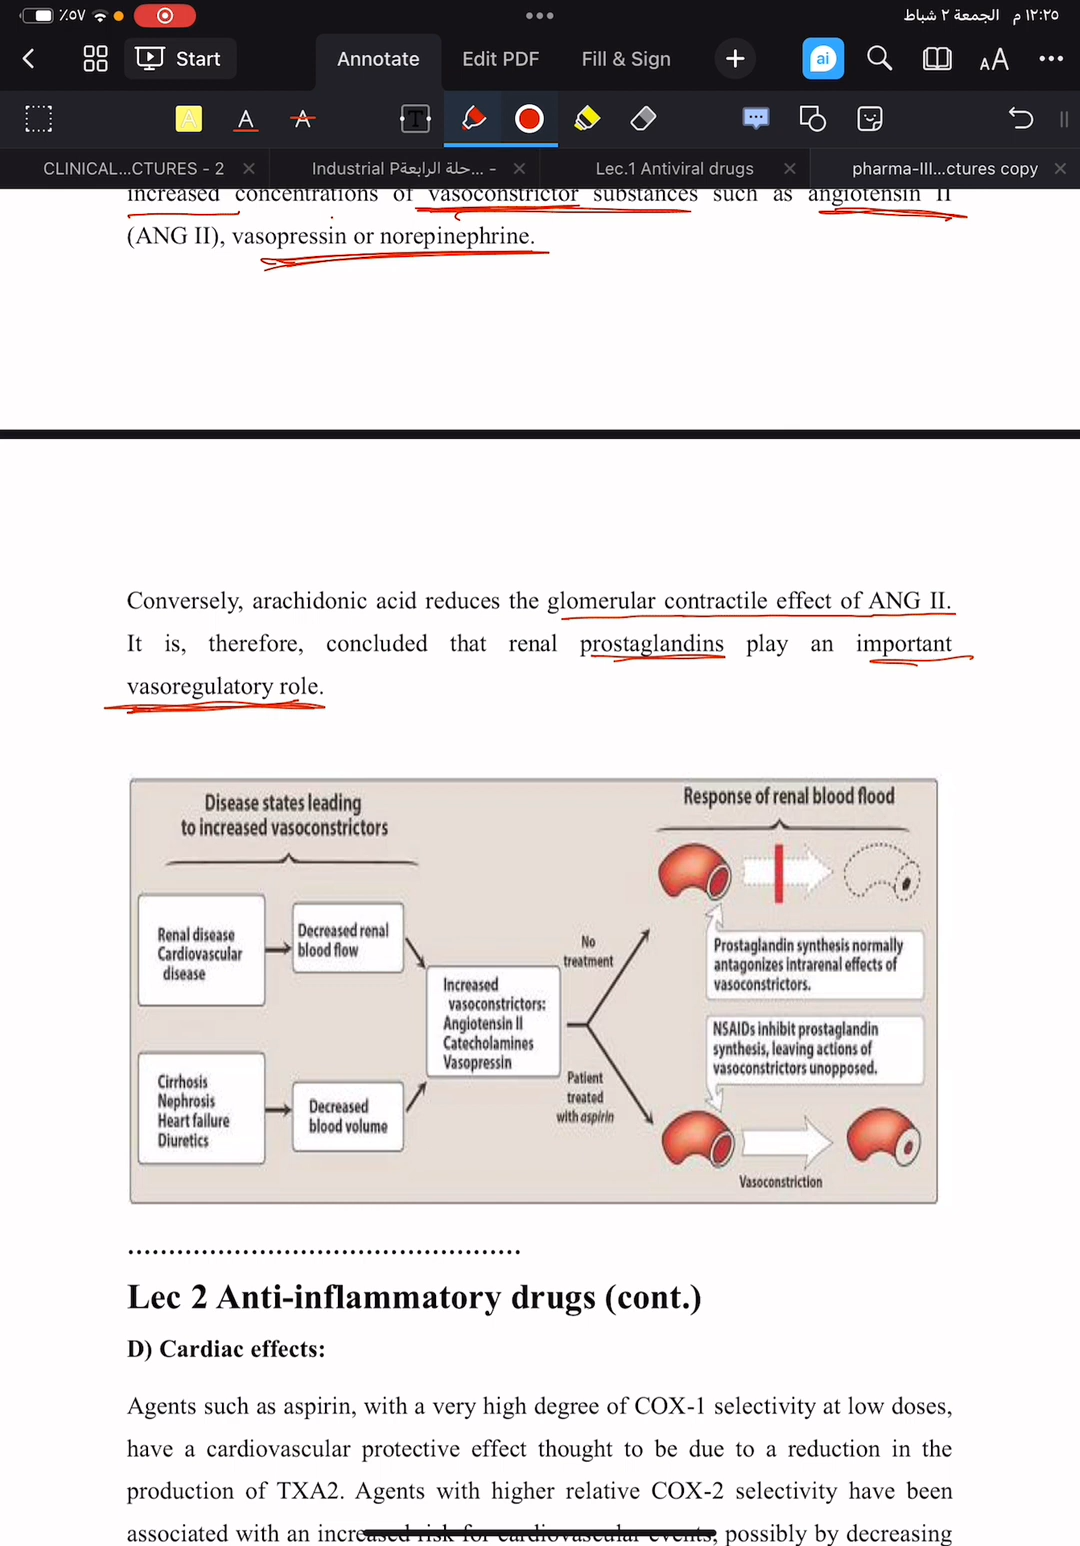 ٪٥٧
١٢:٢٥ م الجمعة ٢ شباط
Start
Annotate
Edit PDF
Fill & Sign
ai
AA
A
A
A
T
CLINICAL...CTURES - 2
Industrial Pحلة الرابعة... -
Lec.1 Antiviral drugs
pharma-III...ctures copy
increased concentrations of vasoconstrictor substances such as angiotensin II
(ANG II), vasopressin or norepinephrine.
Conversely, arachidonic acid reduces the glomerular contractile effect of ANG II.
It is, therefore, concluded that renal prostaglandins play an important
vasoregulatory role.
Disease states leading
to increased vasoconstrictors
Response of renal blood flood
Renal disease
Cardiovascular
disease
Decreased renal
blood flow
Increased
vasoconstrictors:
Angiotensin II
Catecholamines
Vasopressin
No
treatment
Prostaglandin synthesis normally
antagonizes intrarenal effects of
vasoconstrictors.
NSAIDs inhibit prostaglandin
synthesis, leaving actions of
vasoconstrictors unopposed.
Cirrhosis
Nephrosis
Heart failure
Diuretics
Decreased
blood volume
Patient
treated
with aspirin
Vasoconstriction
................................................
Lec 2 Anti-inflammatory drugs (cont.)
D) Cardiac effects:
Agents such as aspirin, with a very high degree of COX-1 selectivity at low doses,
have a cardiovascular protective effect thought to be due to a reduction in the
production of TXA2. Agents with higher relative COX-2 selectivity have been
associated with an increased risk for cardiovascular events, possibly by decreasing